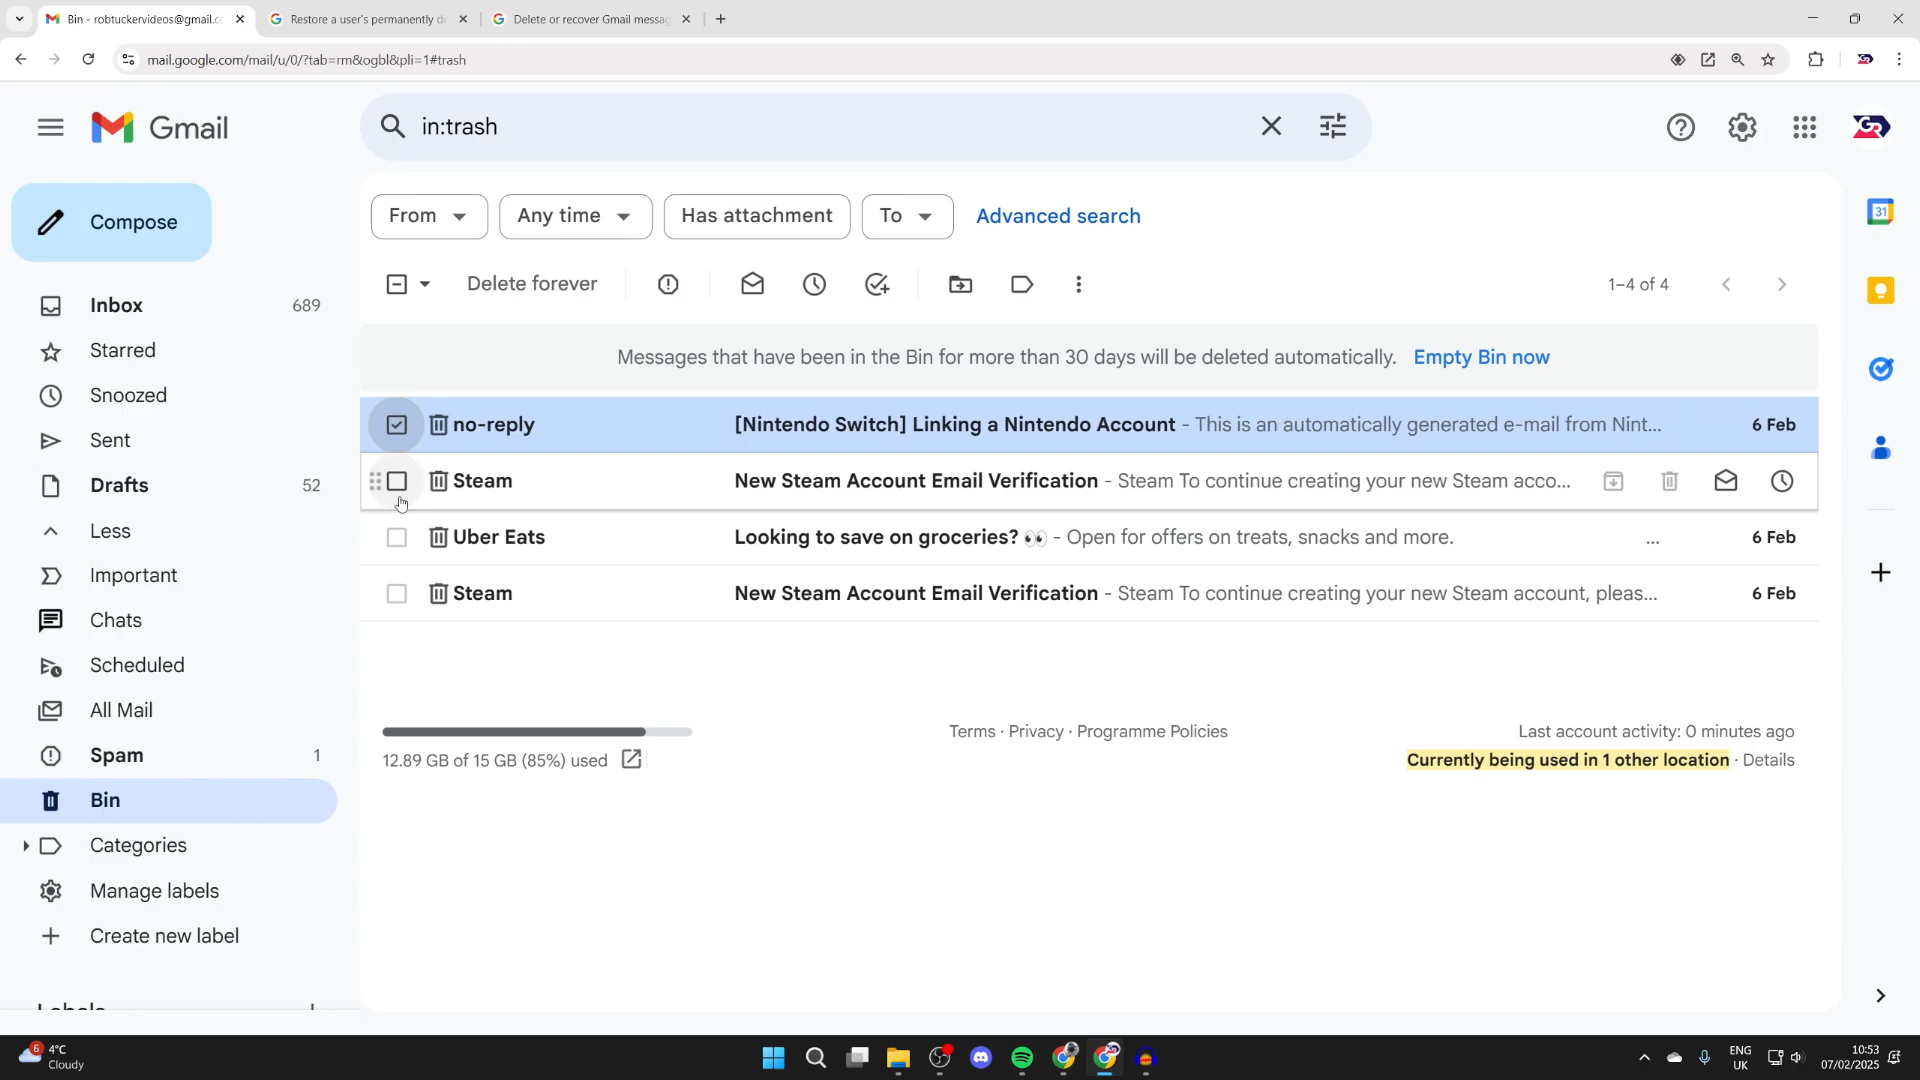 Bin - robtuckervideos@gmail.c
Restore a user's permanently d
Delete or recover Gmail messag
mail.google.com/mail/u/0/?tab=rm&ogbl&pli=1#trash
Gmail
in:trash
Compose
From
Any time
Has attachment
To
Advanced search
31
Delete forever
1–4 of 4
Inbox 689
Starred
Snoozed
Sent
Drafts 52
Less
Important
Chats
Scheduled
All Mail
Spam 1
Bin
Categories
Manage labels
Create new label
Messages that have been in the Bin for more than 30 days will be deleted automatically. Empty Bin now
no-reply [Nintendo Switch] Linking a Nintendo Account - This is an automatically generated e-mail from Nint... 6 Feb
Steam New Steam Account Email Verification - Steam To continue creating your new Steam acco...
Uber Eats Looking to save on groceries? 👀 - Open for offers on treats, snacks and more. ... 6 Feb
Steam New Steam Account Email Verification - Steam To continue creating your new Steam account, pleas... 6 Feb
12.89 GB of 15 GB (85%) used
Terms · Privacy · Programme Policies
Last account activity: 0 minutes ago
Currently being used in 1 other location · Details
6
4°C
Cloudy
ENG
UK
10:53
07/02/2025